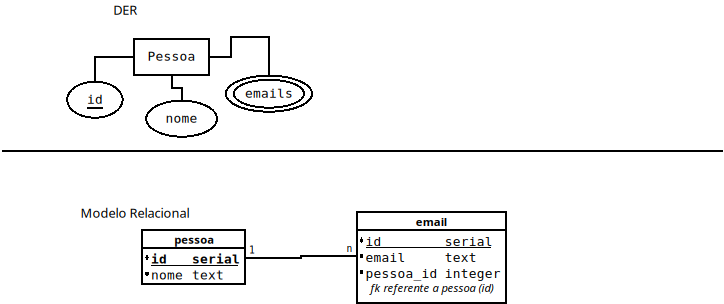 DER
Pessoa
id
emails
nome
Modelo Relacional
pessoa
id serial
nome text
1
n
email
id serial
email text
pessoa_id integer
fk referente a pessoa (id)